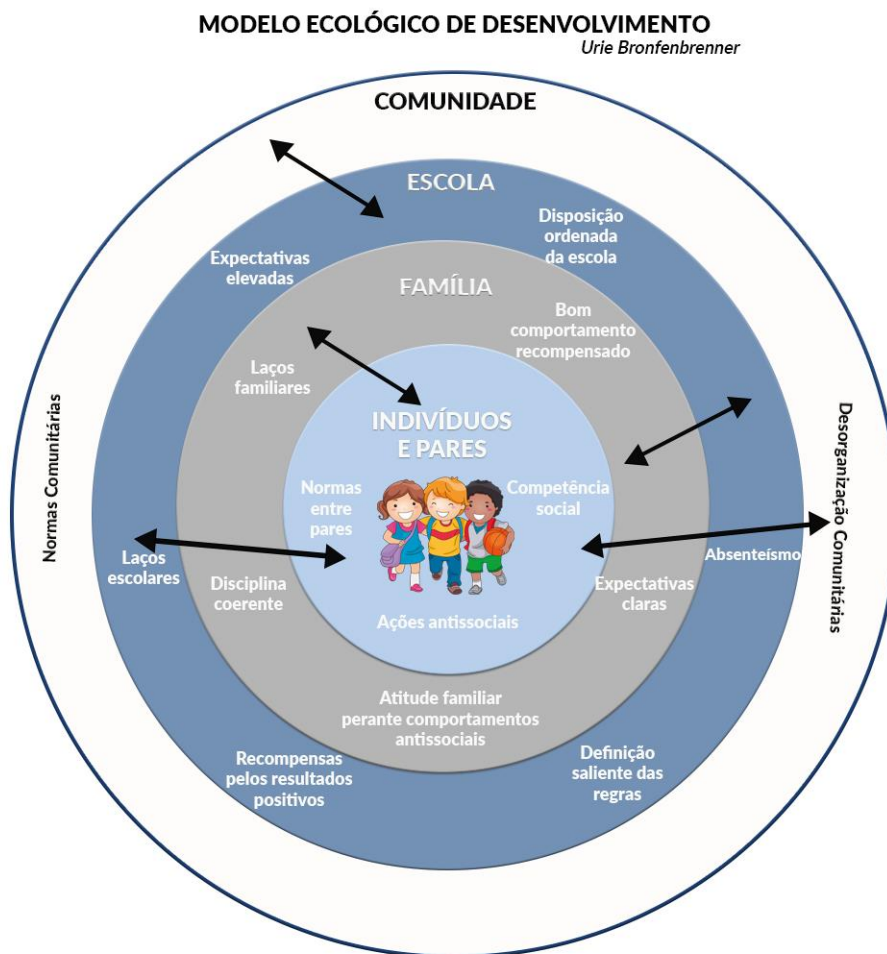 MODELO ECOLÓGICO DE DESENVOLVIMENTO
Urie Bronfenbrenner
COMUNIDADE
ESCOLA
Disposição
ordenada
da escola
Expectativas
elevadas
FAMÍLIA
Bom
comportamento
recompensado
Laços
familiares
INDIVÍDUOS
E PARES
Normas
entre
pares
Competência
social
Normas Comunitárias
Desorganização Comunitárias
Laços
escolares
Disciplina
coerente
Expectativas
claras
Absenteísmo
Ações antissociais
Atitude familiar
perante comportamentos
antissociais
Recompensas
pelos resultados
positivos
Definição
saliente das
regras